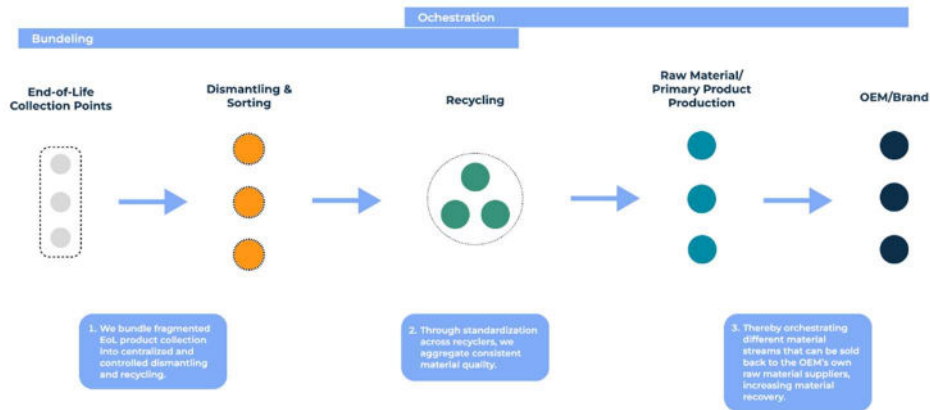 Ochestration
Bundeling
End-of-Life
Collection Points
Dismantling &
Sorting
Recycling
Raw Material/
Primary Product
Production
OEM/Brand
1. We bundle fragmented
EoL product collection
into centralized and
controlled dismantling
and recycling.
2. Through standardization
across recyclers, we
aggregate consistent
material quality.
3. Thereby orchestrating
different material
streams that can be sold
back to the OEM's own
raw material suppliers,
increasing material
recovery.